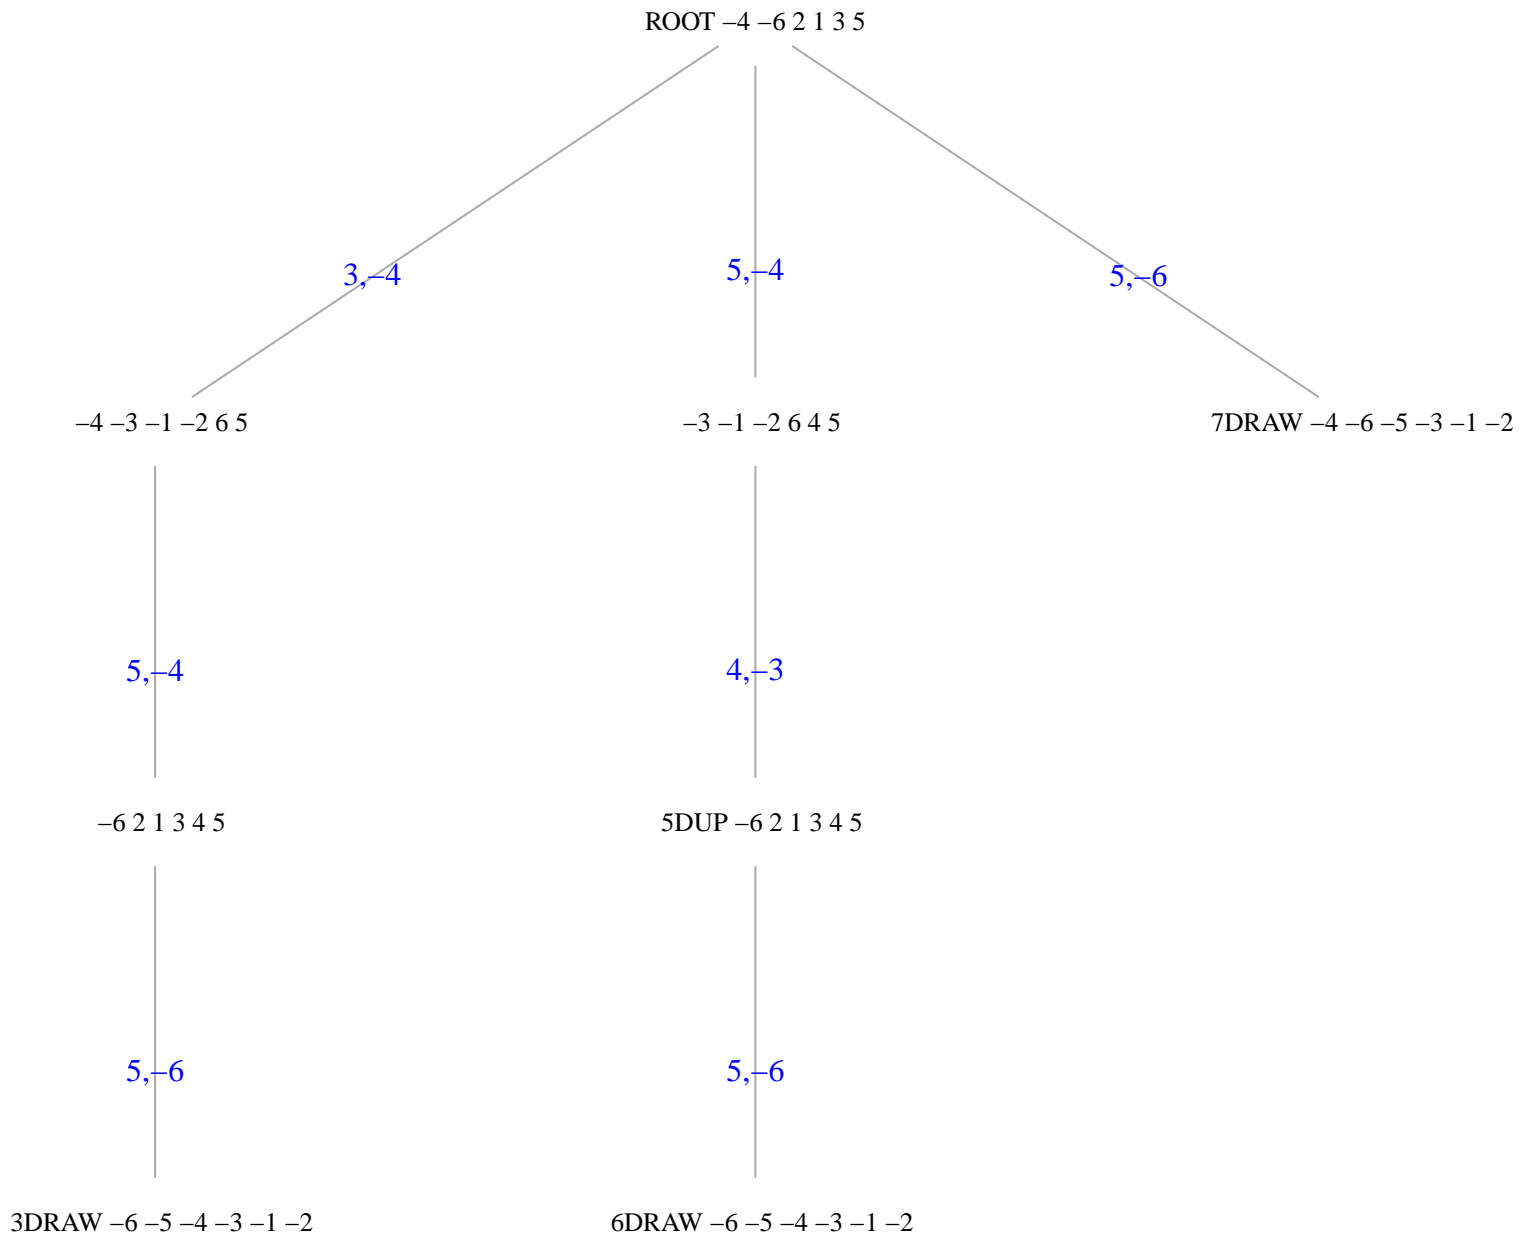 ROOT –4 –6 2 1 3 5
3,–4
5,–4
5,–6
–4 –3 –1 –2 6 5
–3 –1 –2 6 4 5
7DRAW –4 –6 –5 –3 –1 –2
5,–4
4,–3
–6 2 1 3 4 5
5DUP –6 2 1 3 4 5
5,–6
5,–6
3DRAW –6 –5 –4 –3 –1 –2
6DRAW –6 –5 –4 –3 –1 –2